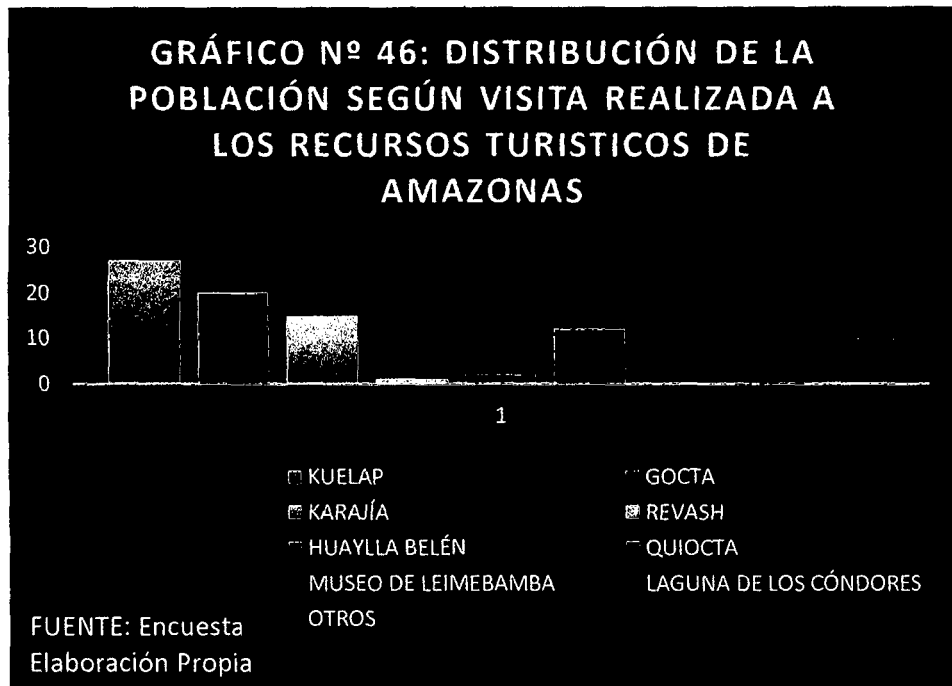 GRÁFICO Nº 46: DISTRIBUCIÓN DE LA
POBLACIÓN SEGÚN VISITA REALIZADA A
LOS RECURSOS TURISTICOS DE
AMAZONAS
30
20
10
0
1
KUELAP
GOCTA
KARAJÍA
REVASH
HUAYLLA BELÉN
QUIOCTA
MUSEO DE LEIMEBAMBA
LAGUNA DE LOS CÓNDORES
OTROS
FUENTE: Encuesta
Elaboración Propia